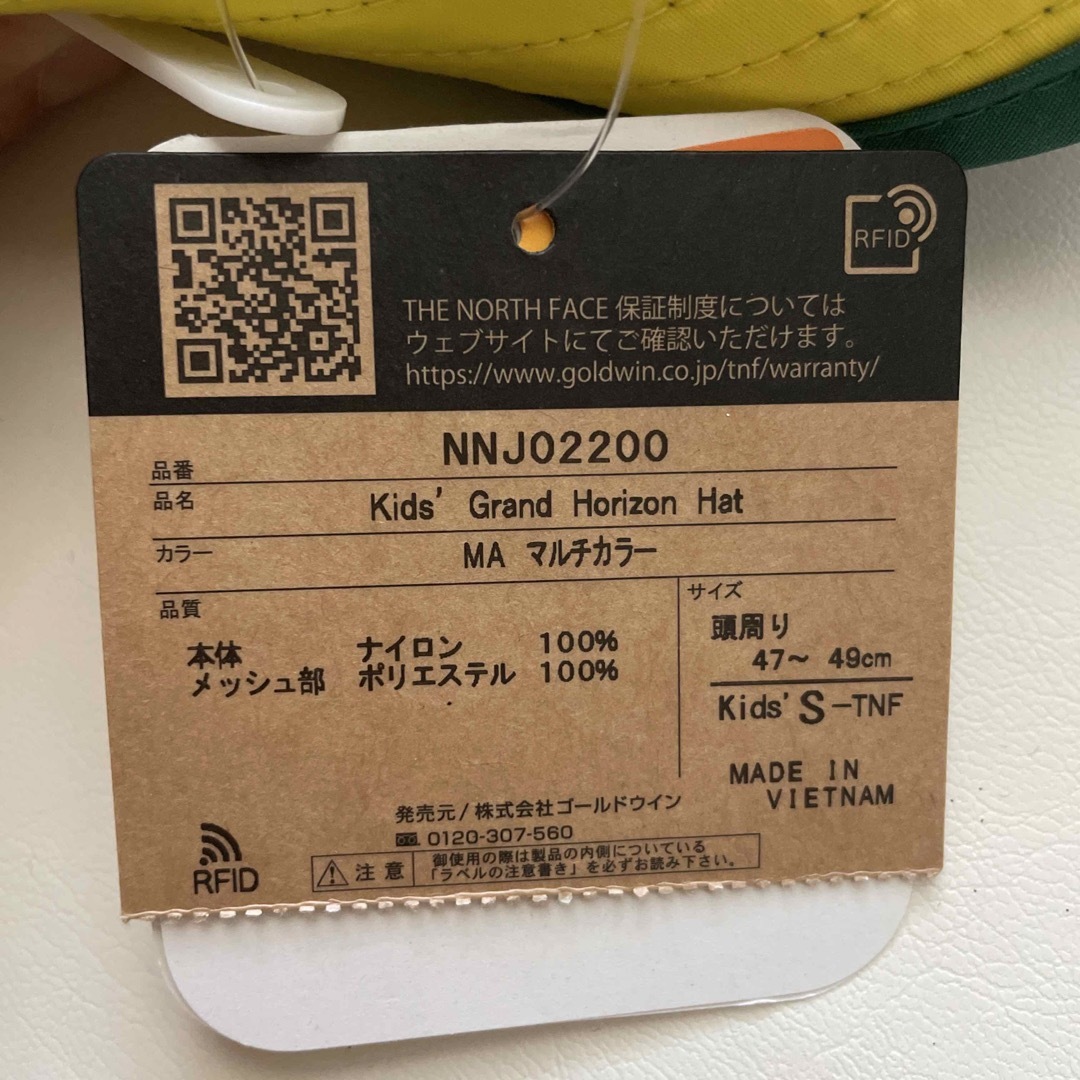 RFID
THE NORTH FACE 保証制度については
ウェブサイトにてご確認いただけます。
https://www.goldwin.co.jp/tnf/warranty/
品番 NNJ02200
品名 Kids' Grand Horizon Hat
カラー MA マルチカラー
品質
本体 ナイロン 100%
メッシュ部 ポリエステル 100%
サイズ
頭周り
47～ 49cm
Kids' S-TNF
MADE IN
VIETNAM
発売元/株式会社ゴールドウイン
0120-307-560
RFID
注意
御使用の際は製品の内側についている
「ラベルの注意書き」を必ずお読み下さい。